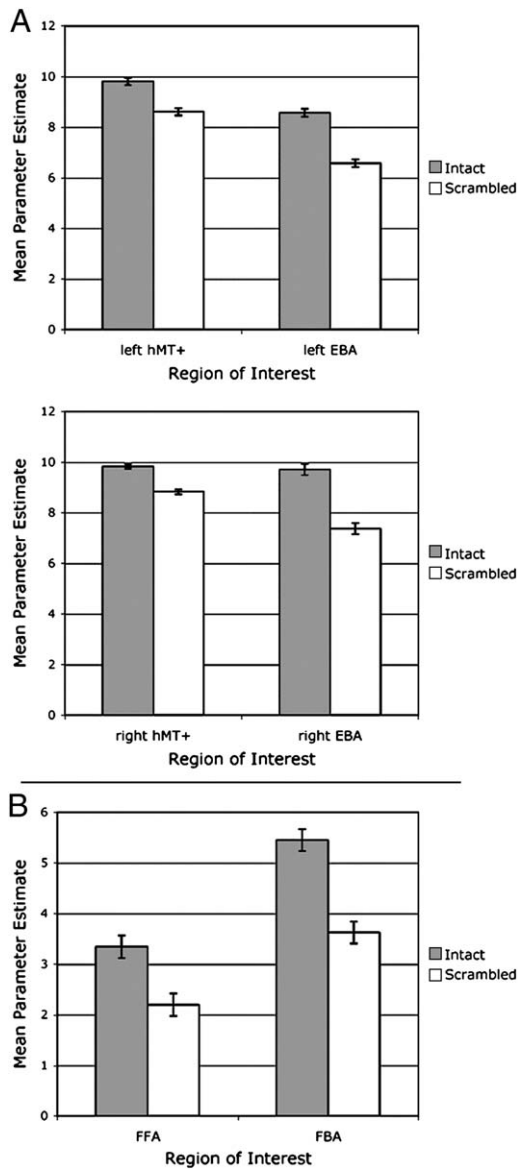 A
Mean Parameter Estimate
12
10
8
6
4
2
0
left hMT+ left EBA
Region of Interest
Intact
Scrambled
Mean Parameter Estimate
12
10
8
6
4
2
0
right hMT+ right EBA
Region of Interest
Intact
Scrambled
B
Mean Parameter Estimate
6
5
4
3
2
1
0
FFA FBA
Region of Interest
Intact
Scrambled